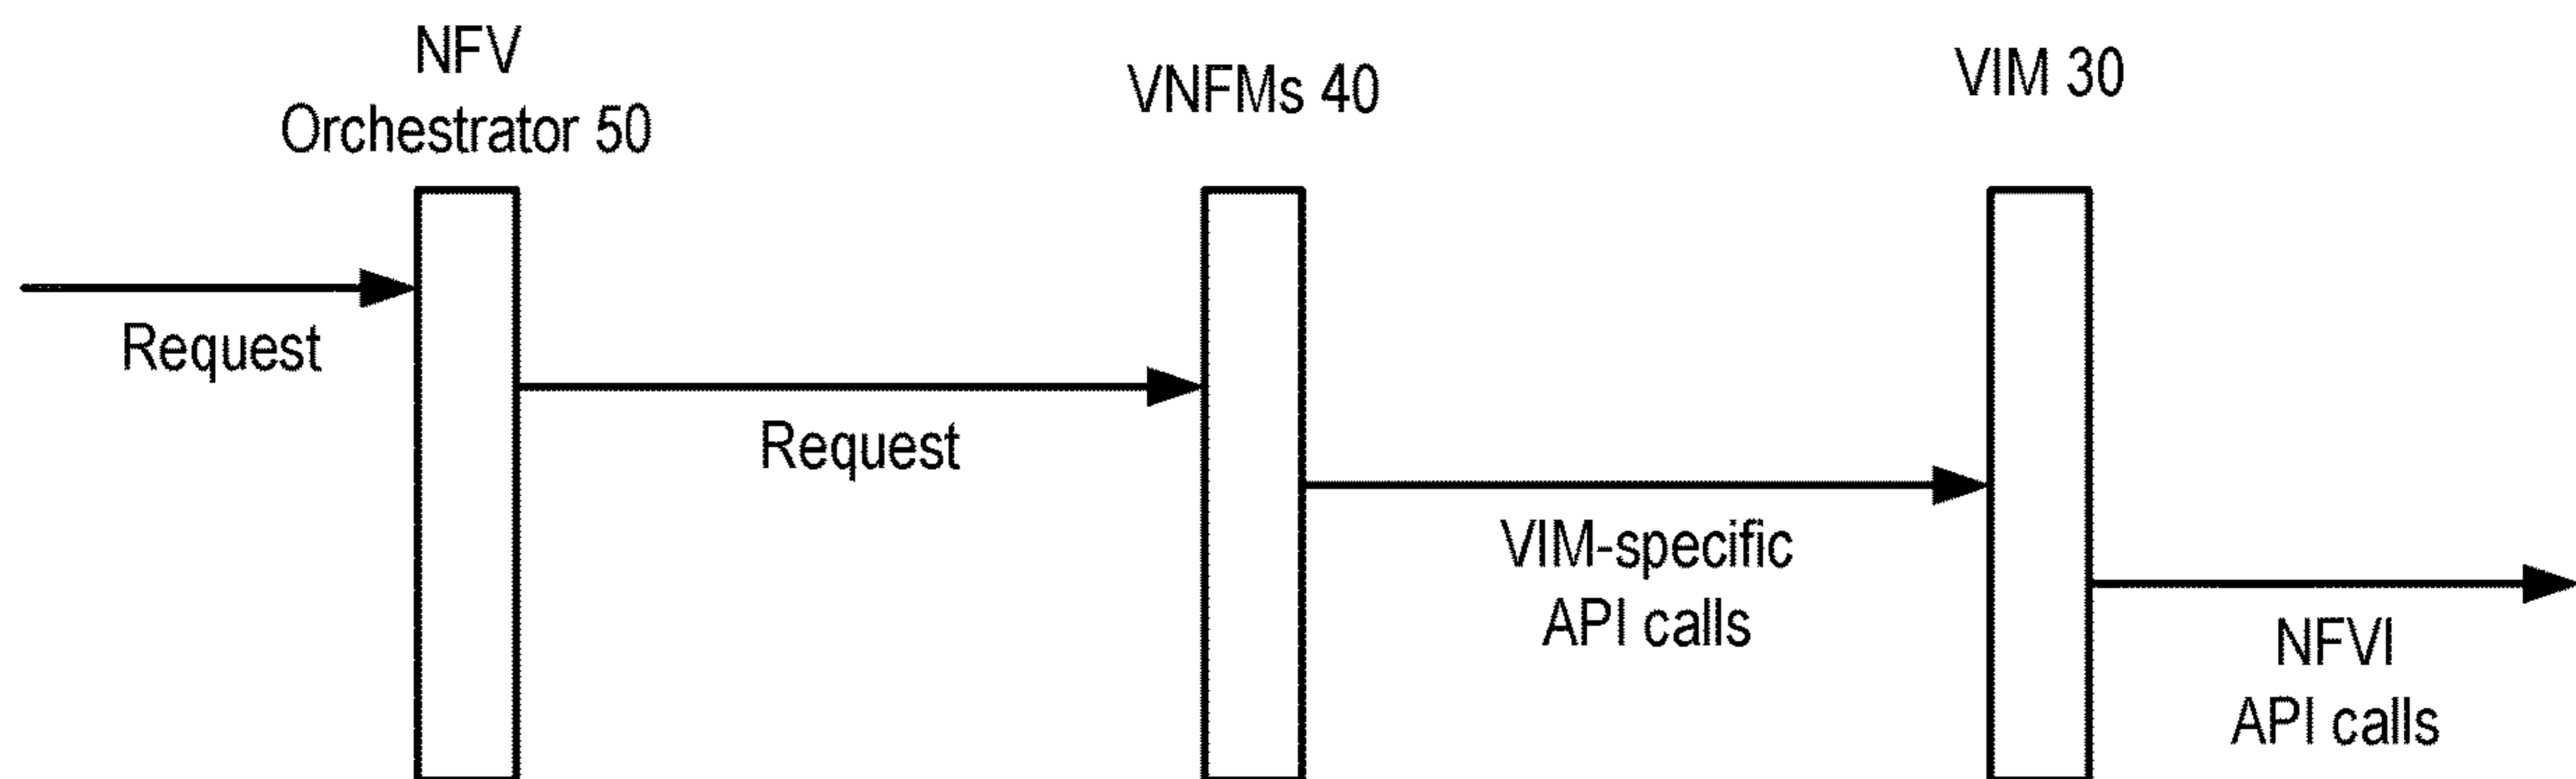 NFV
Orchestrator 50
VNFMs 40
VIM 30
Request
Request
VIM-specific
API calls
NFVI
API calls